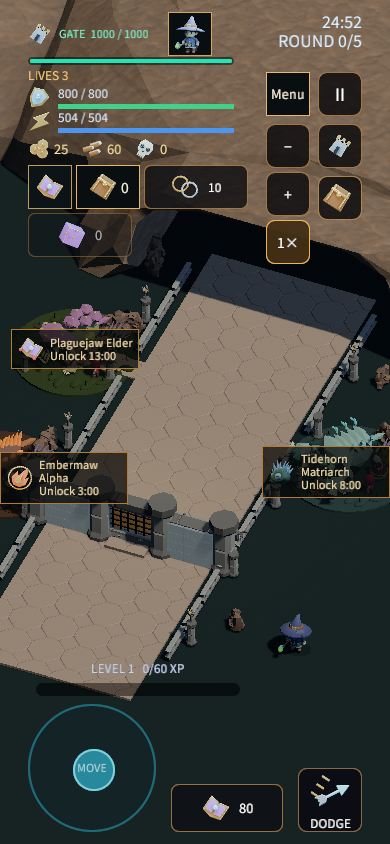 GATE 1000 / 1000
24:52
ROUND 0/5
LIVES 3
800 / 800
504 / 504
Menu
25
60
0
−
0
10
+
0
1×
Plaguejaw Elder
Unlock 13:00
Embermaw
Alpha
Unlock 3:00
Tidehorn
Matriarch
Unlock 8:00
LEVEL 1 0/60 XP
MOVE
80
DODGE